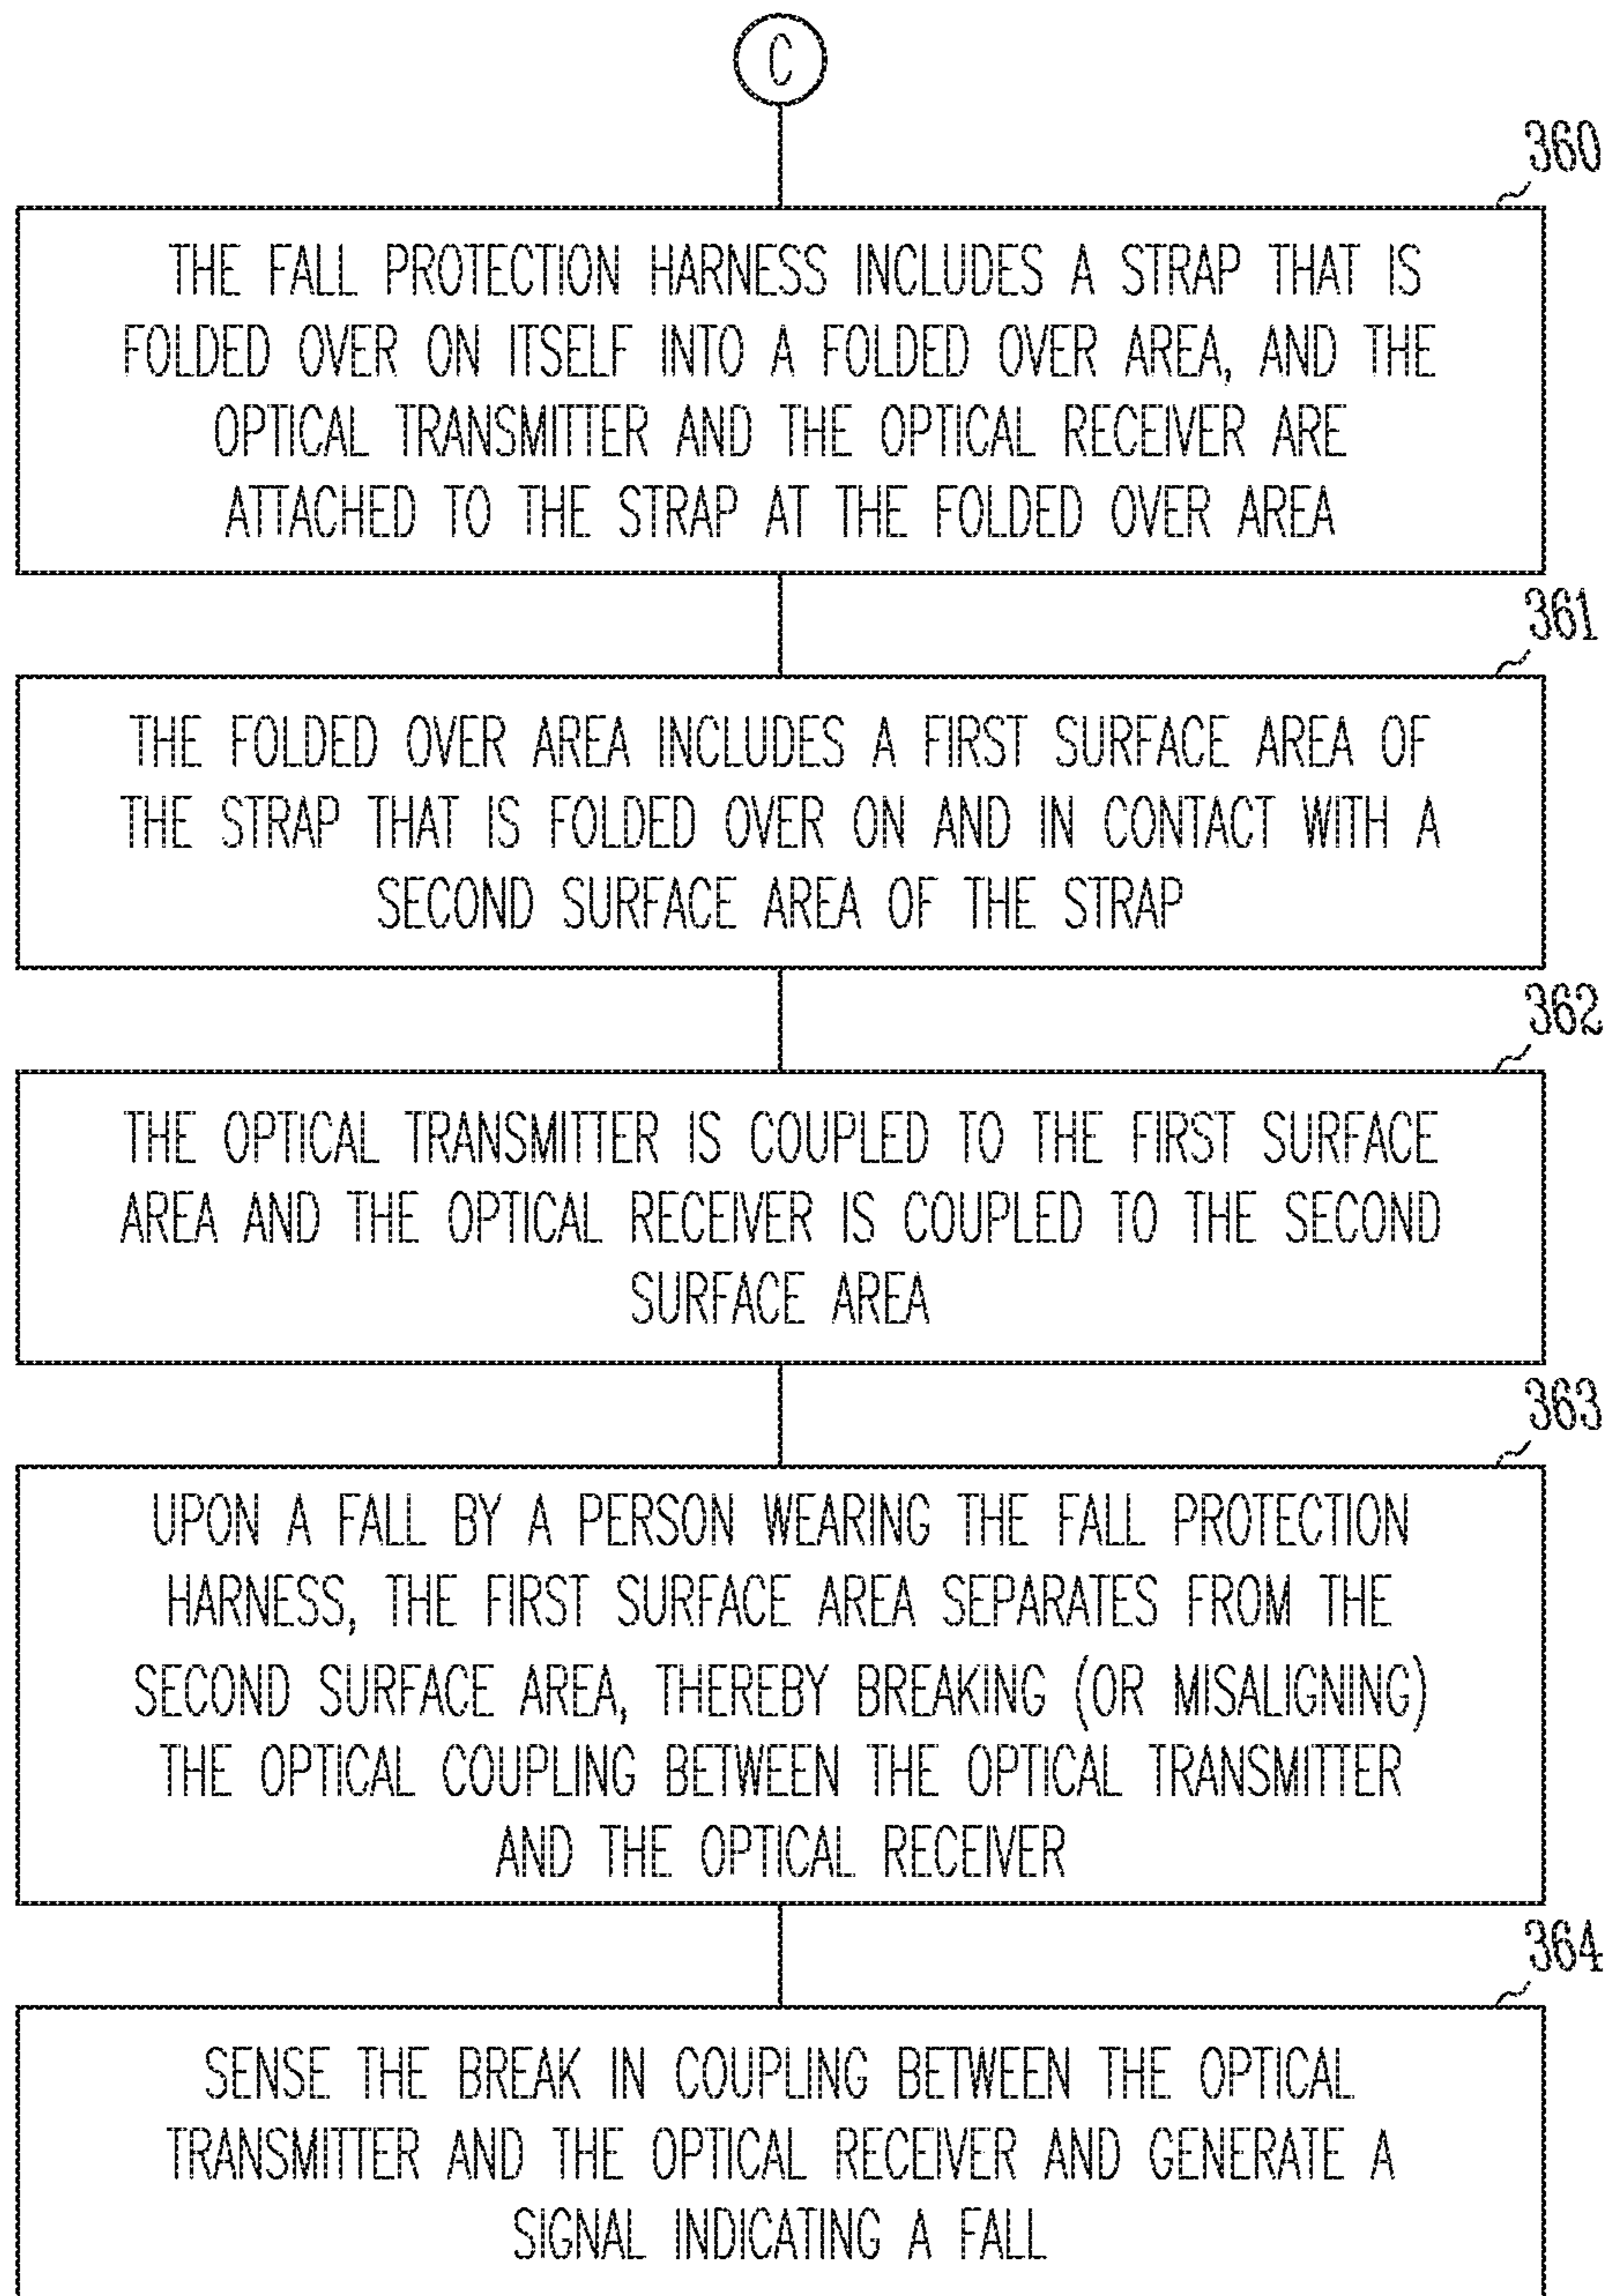 C
360
THE FALL PROTECTION HARNESS INCLUDES A STRAP THAT IS
FOLDED OVER ON ITSELF INTO A FOLDED OVER AREA, AND THE
OPTICAL TRANSMITTER AND THE OPTICAL RECEIVER ARE
ATTACHED TO THE STRAP AT THE FOLDED OVER AREA
361
THE FOLDED OVER AREA INCLUDES A FIRST SURFACE AREA OF
THE STRAP THAT IS FOLDED OVER ON AND IN CONTACT WITH A
SECOND SURFACE AREA OF THE STRAP
362
THE OPTICAL TRANSMITTER IS COUPLED TO THE FIRST SURFACE
AREA AND THE OPTICAL RECEIVER IS COUPLED TO THE SECOND
SURFACE AREA
363
UPON A FALL BY A PERSON WEARING THE FALL PROTECTION
HARNESS, THE FIRST SURFACE AREA SEPARATES FROM THE
SECOND SURFACE AREA, THEREBY BREAKING (OR MISALIGNING)
THE OPTICAL COUPLING BETWEEN THE OPTICAL TRANSMITTER
AND THE OPTICAL RECEIVER
364
SENSE THE BREAK IN COUPLING BETWEEN THE OPTICAL
TRANSMITTER AND THE OPTICAL RECEIVER AND GENERATE A
SIGNAL INDICATING A FALL